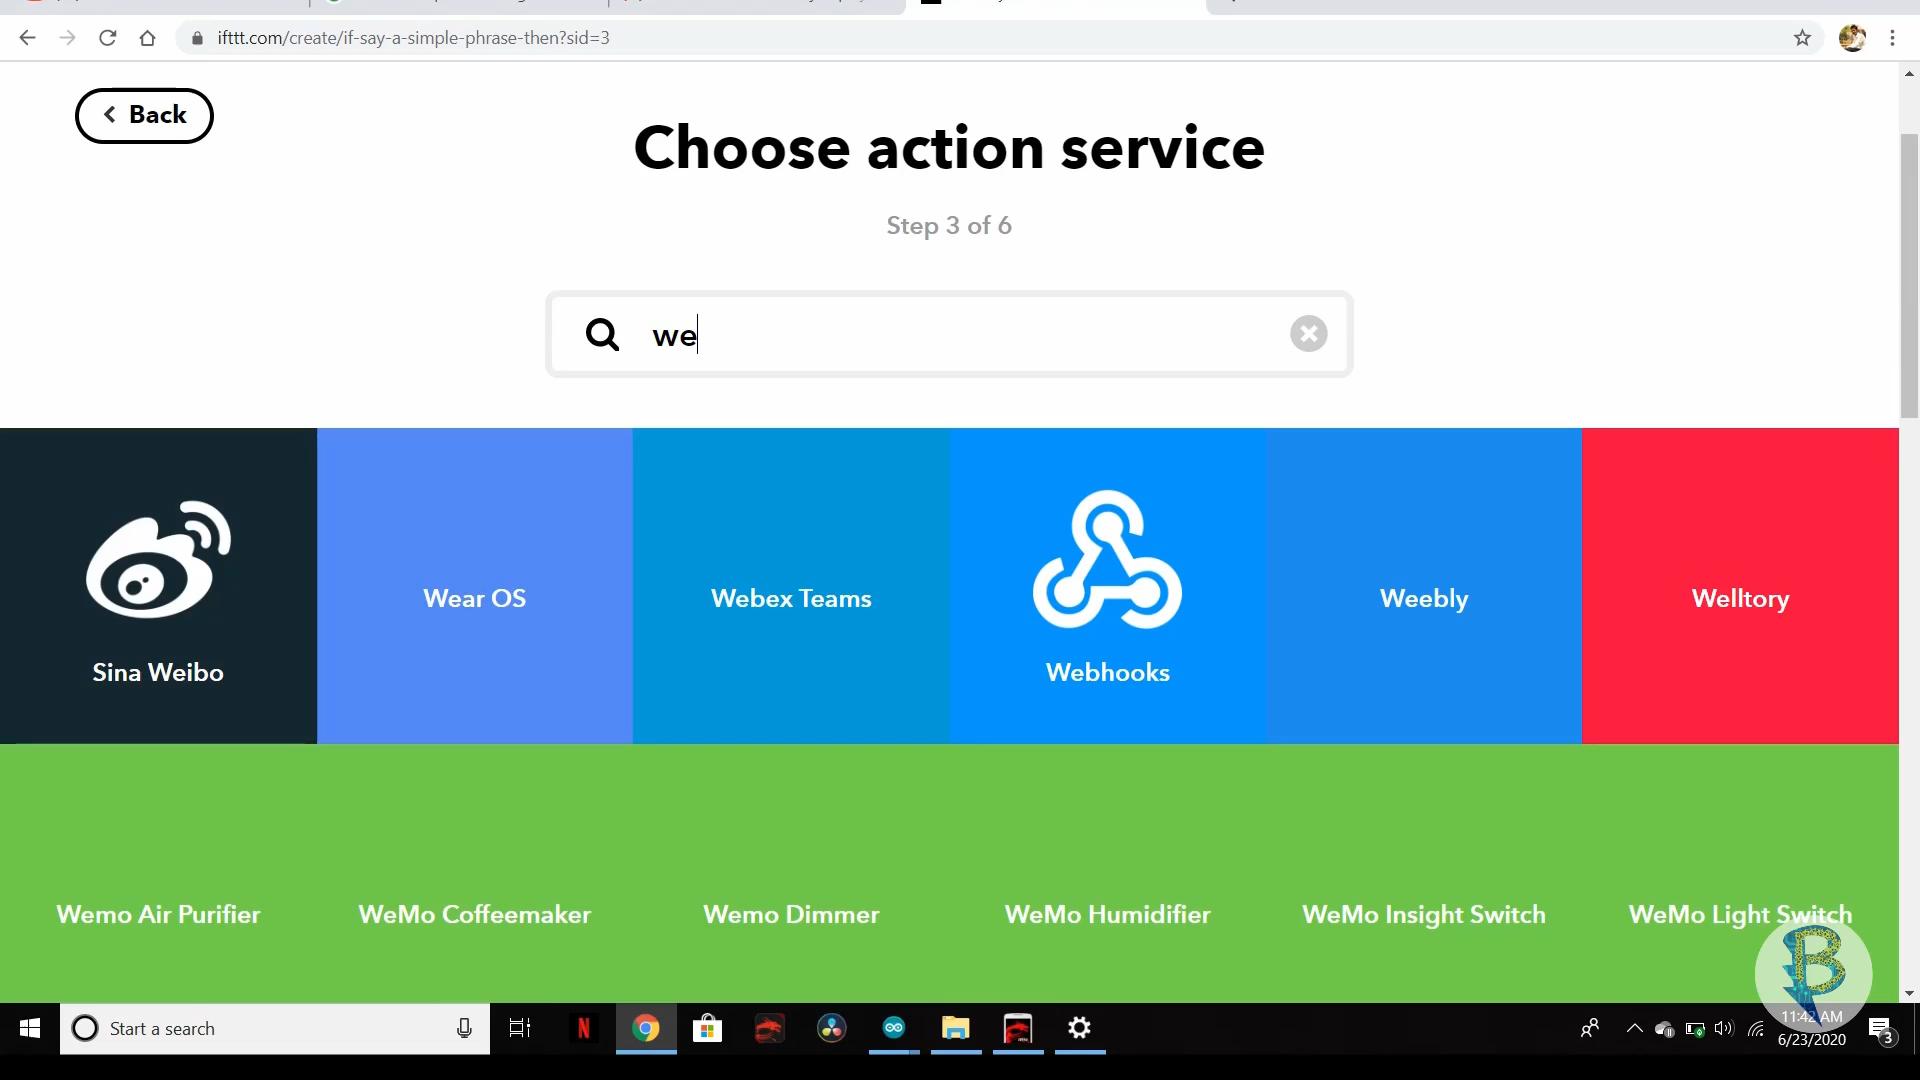 ifttt.com/create/if-say-a-simple-phrase-then?sid=3
Back
Choose action service
Step 3 of 6
we
Sina Weibo
Wear OS
Webex Teams
Webhooks
Weebly
Welltory
Wemo Air Purifier
WeMo Coffeemaker
Wemo Dimmer
WeMo Humidifier
WeMo Insight Switch
WeMo Light Switch
B
Start a search
N
11:42 AM
6/23/2020
3